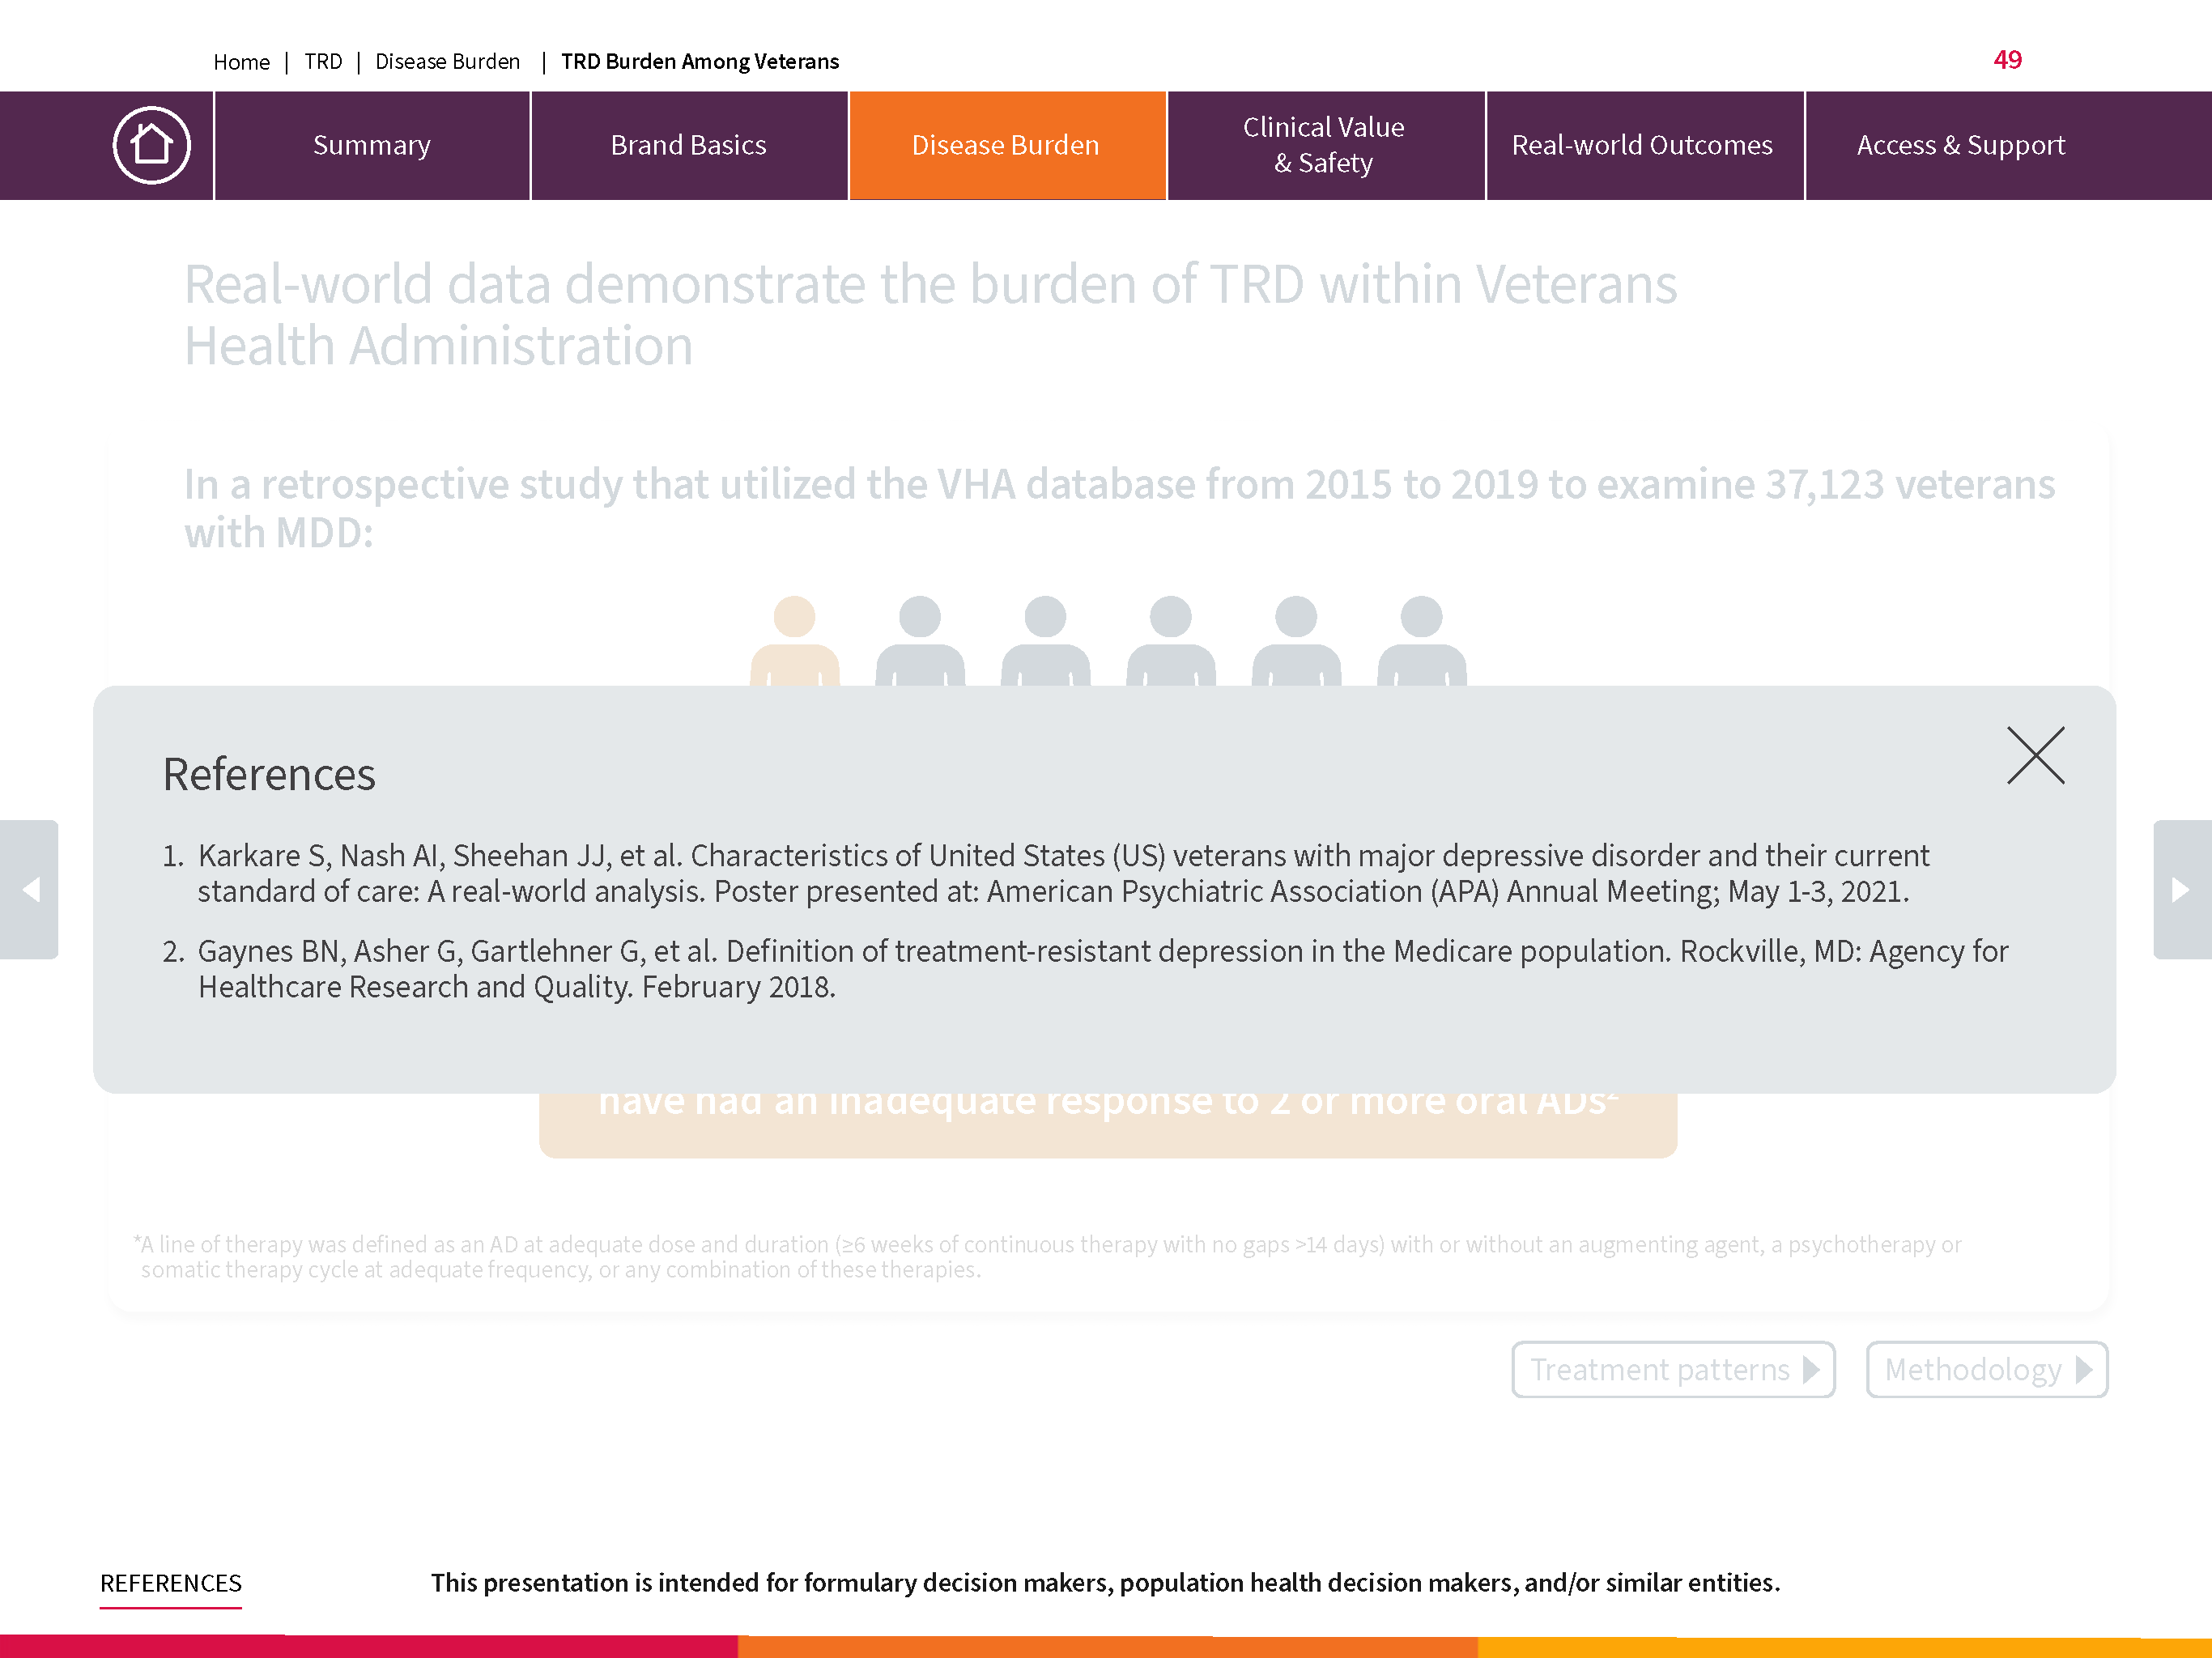 Home | TRD | Disease Burden | TRD Burden Among Veterans
49
Summary
Brand Basics
Disease Burden
Clinical Value
& Safety
Real-world Outcomes
Access & Support
Real-world data demonstrate the burden of TRD within Veterans
Health Administration
In a retrospective study that utilized the VHA database from 2015 to 2019 to examine 37,123 veterans
with MDD:
References
1. Karkare S, Nash AI, Sheehan JJ, et al. Characteristics of United States (US) veterans with major depressive disorder and their current
standard of care: A real-world analysis. Poster presented at: American Psychiatric Association (APA) Annual Meeting; May 1-3, 2021.
2. Gaynes BN, Asher G, Gartlehner G, et al. Definition of treatment-resistant depression in the Medicare population. Rockville, MD: Agency for
Healthcare Research and Quality. February 2018.
have had an inadequate response to 2 or more oral ADs²
*A line of therapy was defined as an AD at adequate dose and duration (≥6 weeks of continuous therapy with no gaps >14 days) with or without an augmenting agent, a psychotherapy or
somatic therapy cycle at adequate frequency, or any combination of these therapies.
Treatment patterns
Methodology
REFERENCES
This presentation is intended for formulary decision makers, population health decision makers, and/or similar entities.